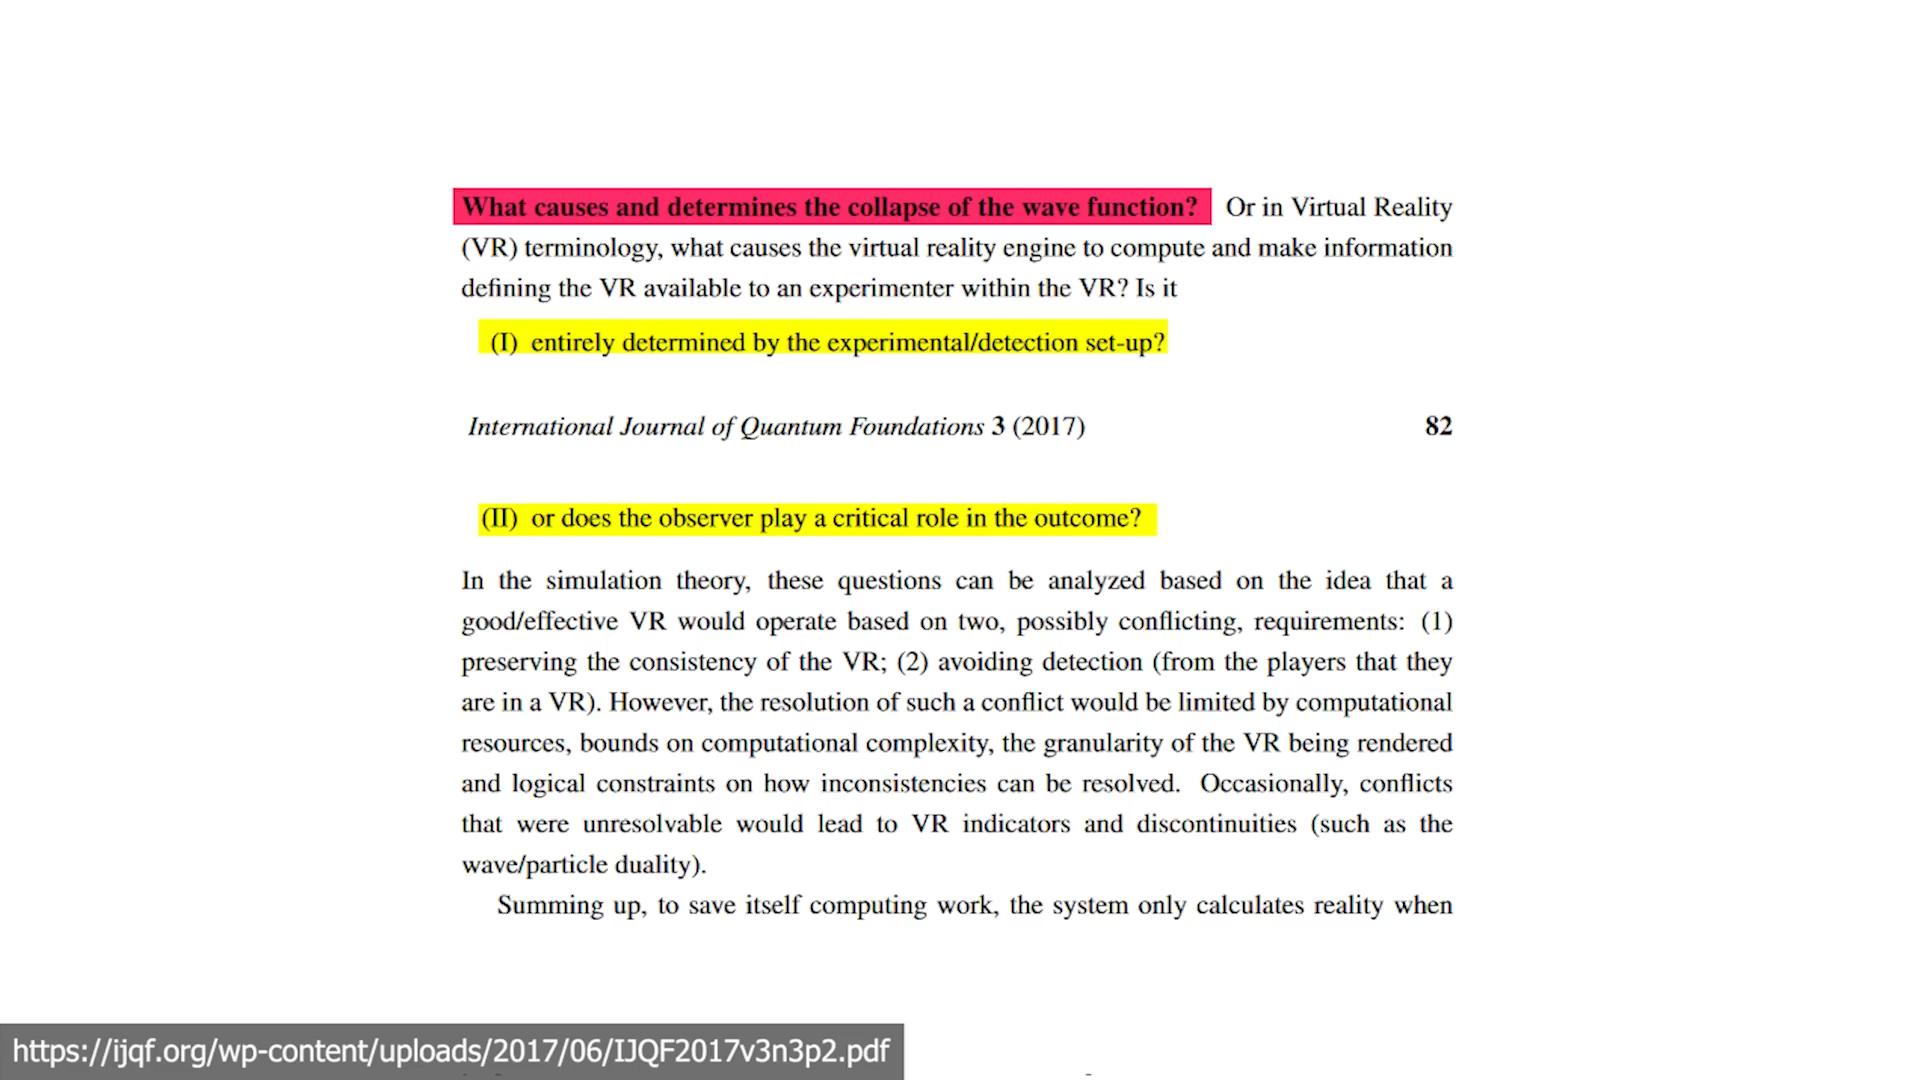 What causes and determines the collapse of the wave function? Or in Virtual Reality
(VR) terminology, what causes the virtual reality engine to compute and make information
defining the VR available to an experimenter within the VR? Is it
(I) entirely determined by the experimental/detection set-up?
International Journal of Quantum Foundations 3 (2017) 82
(II) or does the observer play a critical role in the outcome?
In the simulation theory, these questions can be analyzed based on the idea that a
good/effective VR would operate based on two, possibly conflicting, requirements: (1)
preserving the consistency of the VR; (2) avoiding detection (from the players that they
are in a VR). However, the resolution of such a conflict would be limited by computational
resources, bounds on computational complexity, the granularity of the VR being rendered
and logical constraints on how inconsistencies can be resolved. Occasionally, conflicts
that were unresolvable would lead to VR indicators and discontinuities (such as the
wave/particle duality).
Summing up, to save itself computing work, the system only calculates reality when
https://ijqf.org/wp-content/uploads/2017/06/IJQF2017v3n3p2.pdf